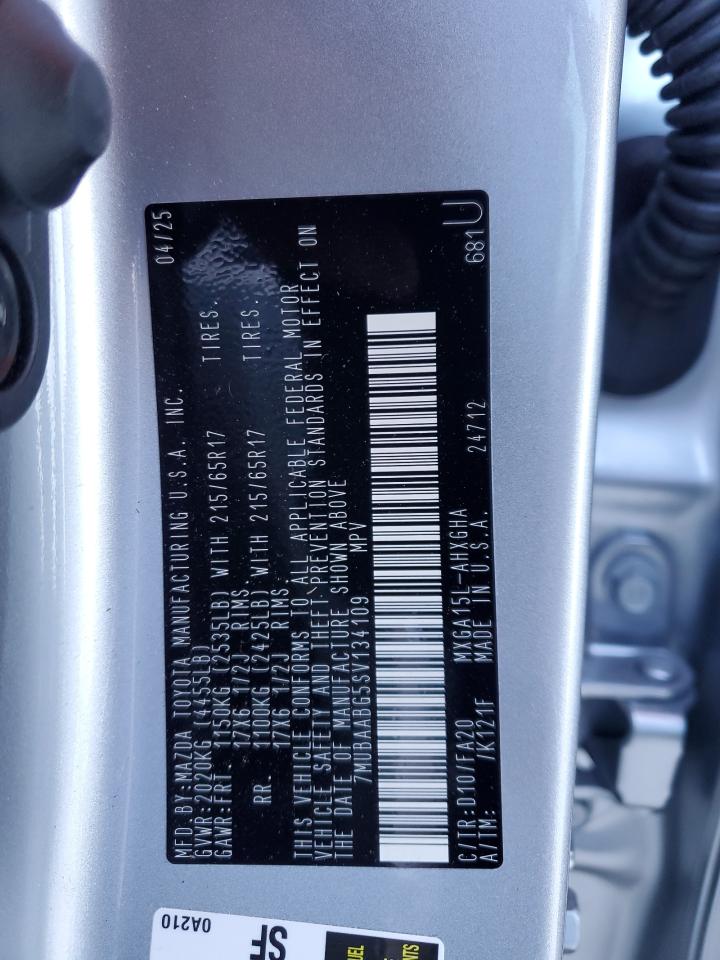 MFD.BY:MAZDA TOYOTA MANUFACTURING U.S.A. INC. 04/25
GVWR:2020KG (4455LB)
GAWR:FRT. 1150KG (2535LB) WITH 215/65R17 TIRES.
17X6 1/2J RIMS.
RR. 1100KG (2425LB) WITH 215/65R17 TIRES.
17X6 1/2J RIMS.
THIS VEHICLE CONFORMS TO ALL APPLICABLE FEDERAL MOTOR
VEHICLE SAFETY AND THEFT PREVENTION STANDARDS IN EFFECT ON
THE DATE OF MANUFACTURE SHOWN ABOVE
7MUBAABG5SV134109 MPV
C/TR:D10/FA20 MXGA15L-AHXGHA 681U
A/TM: /K121F MADE IN U.S.A. 24712
0A210
SF